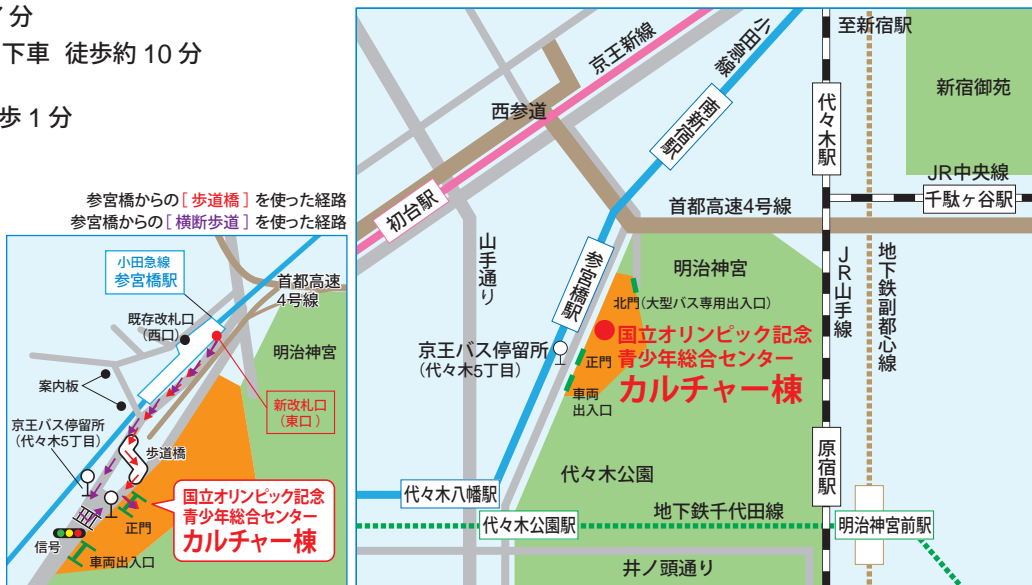 分
下車 徒歩約 10 分
歩 1 分
参宮橋からの[ 歩道橋 ] を使った経路
参宮橋からの[ 横断歩道 ] を使った経路
小田急線
参宮橋駅
首都高速
4号線
既存改札口
(西口)
明治神宮
案内板
新改札口
(東口)
京王バス停留所
(代々木5丁目)
歩道橋
国立オリンピック記念
青少年総合センター
カルチャー棟
正門
信号
車両出入口
至新宿駅
小田急線
京王新線
新宿御苑
西参道
南新宿駅
代々木駅
JR中央線
千駄ヶ谷駅
初台駅
首都高速4号線
山手通り
参宮橋駅
明治神宮
JR山手線
地下鉄副都心線
北門(大型バス専用出入口)
国立オリンピック記念
青少年総合センター
カルチャー棟
京王バス停留所
(代々木5丁目)
正門
車両
出入口
原宿駅
代々木公園
代々木八幡駅
地下鉄千代田線
代々木公園駅
明治神宮前駅
井ノ頭通り